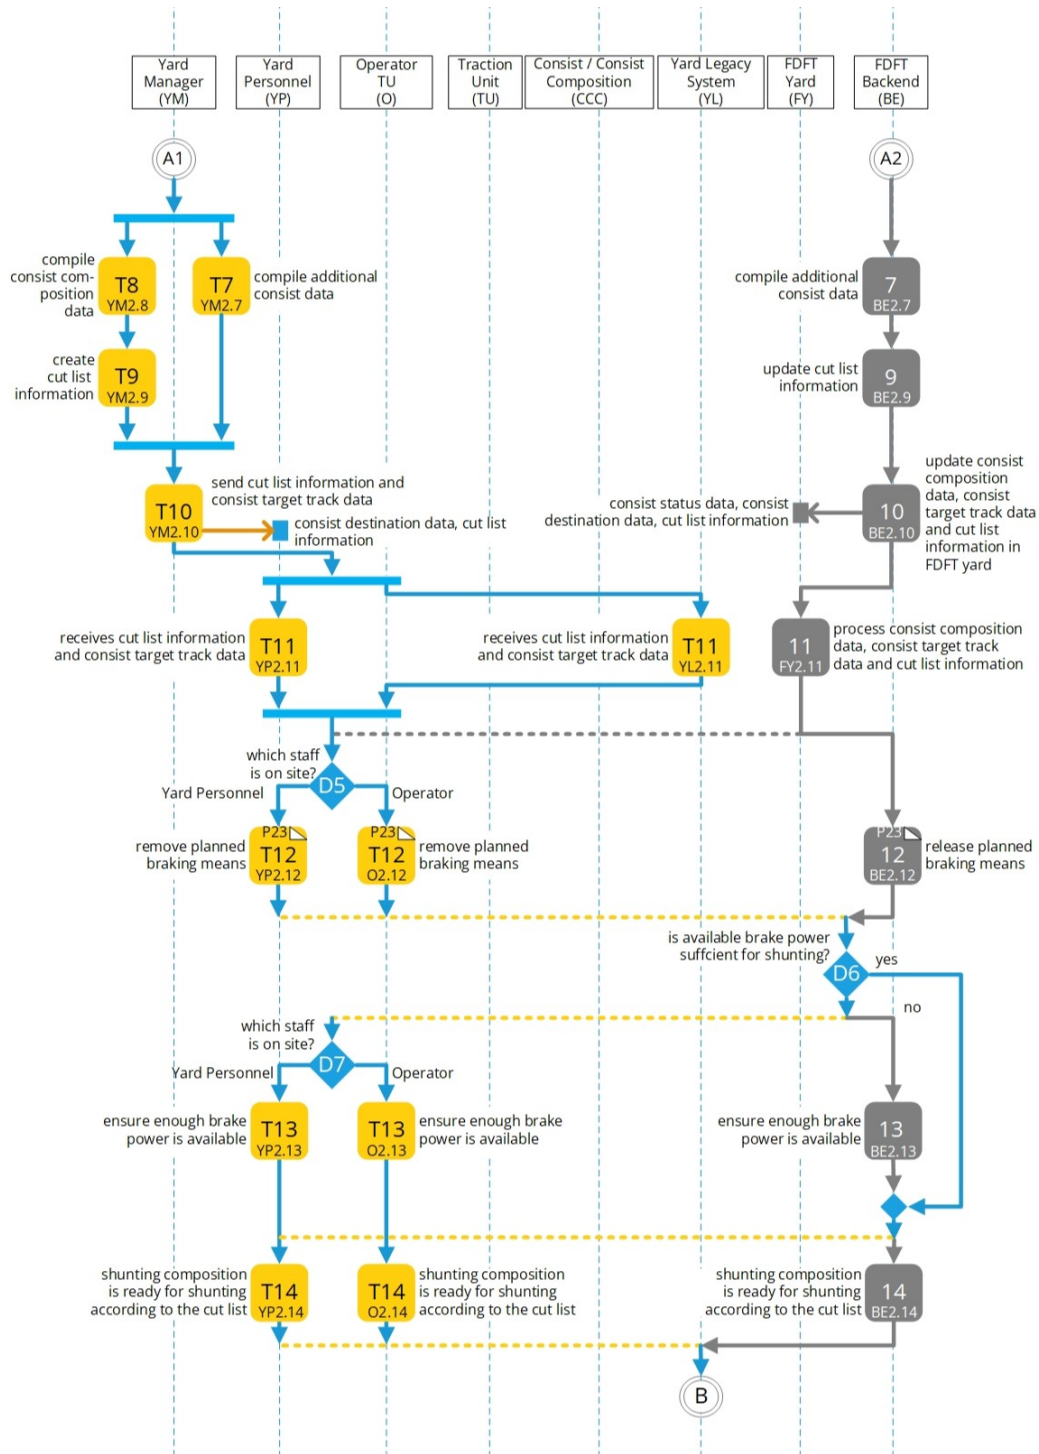 Yard
Manager
(YM)
Yard
Personnel
(YP)
Operator
TU
(O)
Traction
Unit
(TU)
Consist / Consist
Composition
(CCC)
Yard Legacy
System
(YL)
FDFT
Yard
(FY)
FDFT
Backend
(BE)
A1
A2
compile
consist com-
position
data
T8
YM2.8
T7
YM2.7
compile additional
consist data
compile additional
consist data
7
BE2.7
create
cut list
information
T9
YM2.9
update cut list
information
9
BE2.9
T10
YM2.10
send cut list information and
consist target track data
consist destination data, cut list
information
consist status data, consist
destination data, cut list information
10
BE2.10
update consist
composition
data, consist
target track data
and cut list
information in
FDFT yard
receives cut list information
and consist target track data
T11
YP2.11
receives cut list information
and consist target track data
T11
YL2.11
11
FY2.11
process consist composition
data, consist target track
data and cut list information
which staff
is on site?
D5
Yard Personnel
Operator
remove planned
braking means
P23
T12
YP2.12
P23
T12
O2.12
remove planned
braking means
P23
12
BE2.12
release planned
braking means
is available brake power
suffcient for shunting?
D6
yes
no
which staff
is on site?
D7
Yard Personnel
Operator
ensure enough brake
power is available
T13
YP2.13
T13
O2.13
ensure enough brake
power is available
ensure enough brake
power is available
13
BE2.13
shunting composition
is ready for shunting
according to the cut list
T14
YP2.14
T14
O2.14
shunting composition
is ready for shunting
according to the cut list
shunting composition
is ready for shunting
according to the cut list
14
BE2.14
B